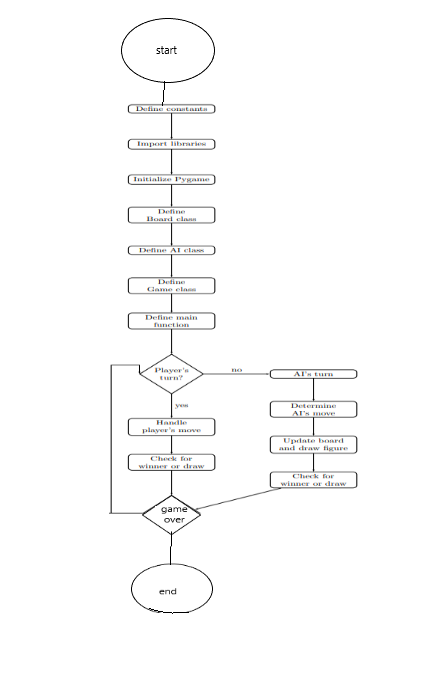 start
Define constants
Import libraries
Initialize Pygame
Define
Board class
Define AI class
Define
Game class
Define main
function
Player's
turn?
no
AI's turn
yes
Determine
AI's move
Handle
player's move
Update board
and draw figure
Check for
winner or draw
Check for
winner or draw
game
over
end